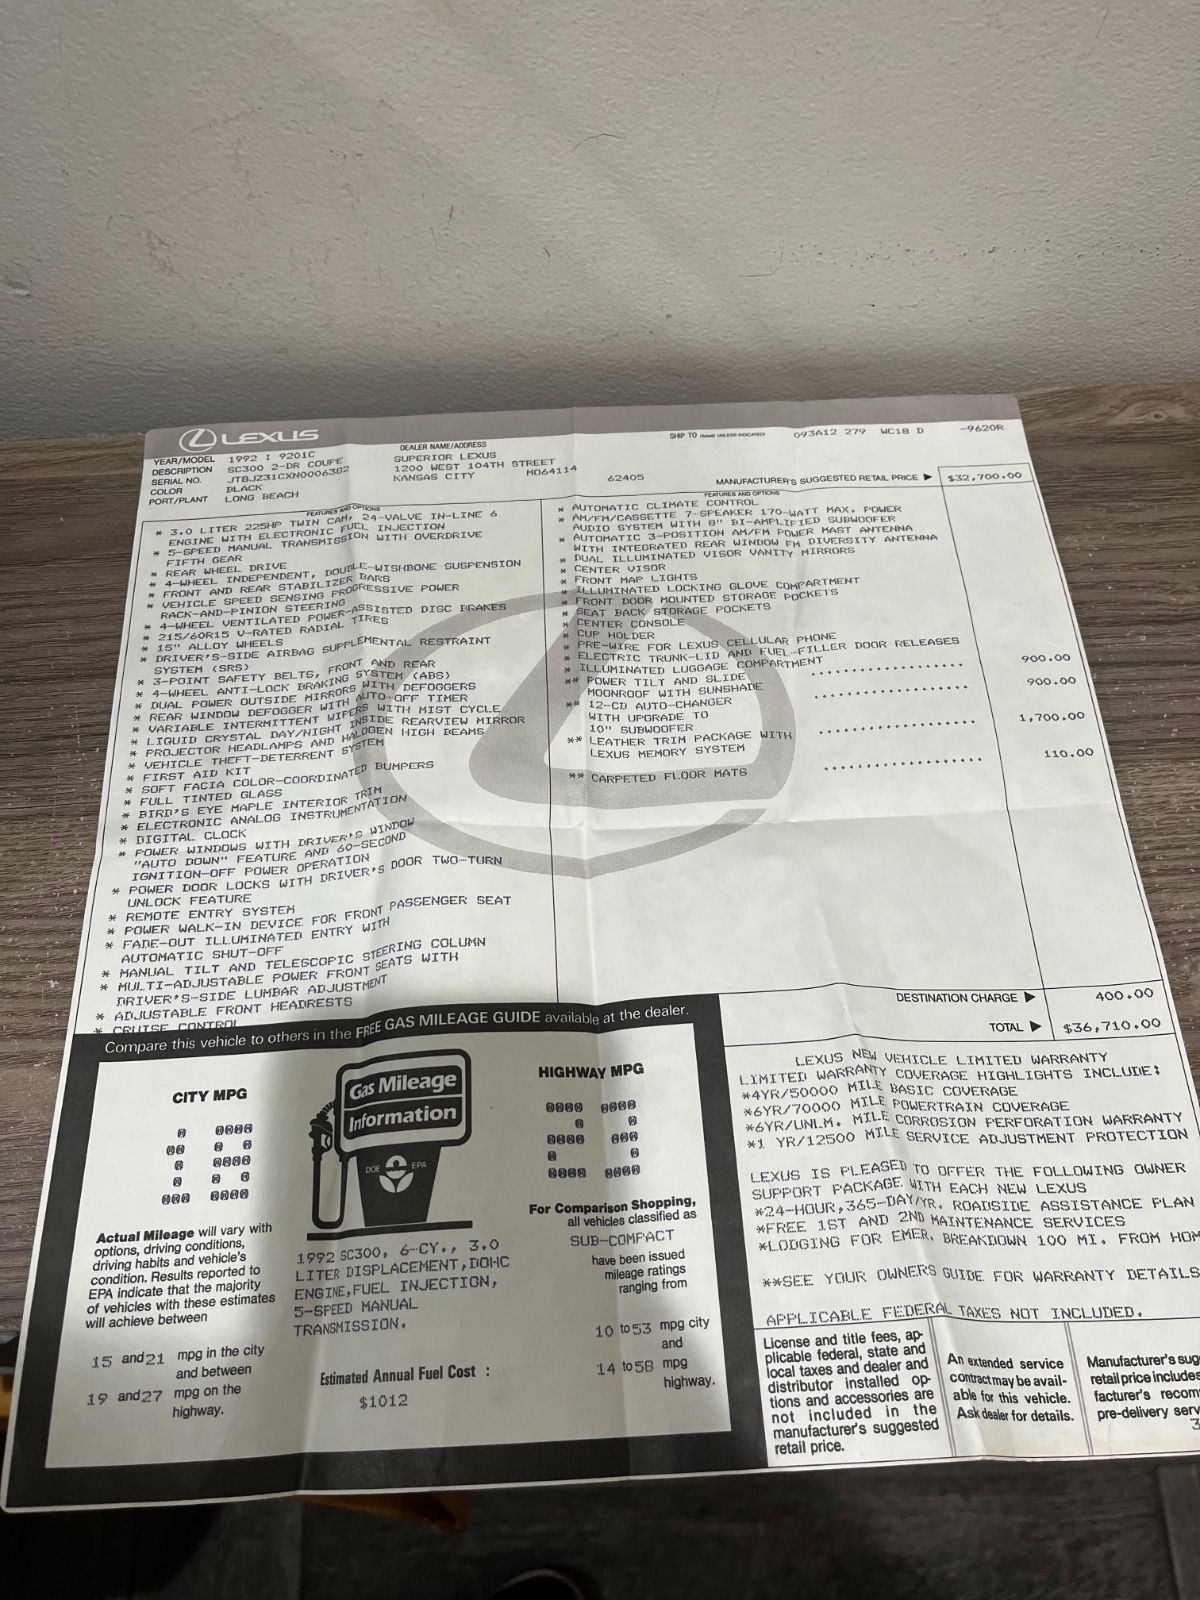 LEXUS
YEAR/MODEL 1992 : 9201C
DESCRIPTION SC300 2-DR COUPE
SERIAL NO. JT8JZ31CXN0006382
COLOR BLACK
PORT/PLANT LONG BEACH
DEALER NAME/ADDRESS
SUPERIOR LEXUS
1200 WEST 104TH STREET
KANSAS CITY MO64114
62405
SHIP TO (SAME UNLESS INDICATED)
093A12 279 WC18 D -9620R
MANUFACTURER'S SUGGESTED RETAIL PRICE ▶ $32,700.00
FEATURES AND OPTIONS
* 3.0 LITER 225HP TWIN CAM, 24-VALVE IN-LINE 6
ENGINE WITH ELECTRONIC FUEL INJECTION
* 5-SPEED MANUAL TRANSMISSION WITH OVERDRIVE
FIFTH GEAR
* REAR WHEEL DRIVE
* 4-WHEEL INDEPENDENT, DOUBLE-WISHBONE SUSPENSION
* FRONT AND REAR STABILIZER BARS
* VEHICLE SPEED SENSING PROGRESSIVE POWER
RACK-AND-PINION STEERING
* 4-WHEEL VENTILATED POWER-ASSISTED DISC BRAKES
* 215/60R15 V-RATED RADIAL TIRES
* 15" ALLOY WHEELS
* DRIVER'S-SIDE AIRBAG SUPPLEMENTAL RESTRAINT
SYSTEM (SRS)
* 3-POINT SAFETY BELTS, FRONT AND REAR
* 4-WHEEL ANTI-LOCK BRAKING SYSTEM (ABS)
* DUAL POWER OUTSIDE MIRRORS WITH DEFOGGERS
* REAR WINDOW DEFOGGER WITH AUTO-OFF TIMER
* VARIABLE INTERMITTENT WIPERS WITH MIST CYCLE
* LIQUID CRYSTAL DAY/NIGHT INSIDE REARVIEW MIRROR
* PROJECTOR HEADLAMPS AND HALOGEN HIGH BEAMS
* VEHICLE THEFT-DETERRENT SYSTEM
* FIRST AID KIT
* SOFT FACIA COLOR-COORDINATED BUMPERS
* FULL TINTED GLASS
* BIRD'S EYE MAPLE INTERIOR TRIM
* ELECTRONIC ANALOG INSTRUMENTATION
* DIGITAL CLOCK
* POWER WINDOWS WITH DRIVER'S WINDOW
"AUTO DOWN" FEATURE AND 60-SECOND
IGNITION-OFF POWER OPERATION
* POWER DOOR LOCKS WITH DRIVER'S DOOR TWO-TURN
UNLOCK FEATURE
* REMOTE ENTRY SYSTEM
* POWER WALK-IN DEVICE FOR FRONT PASSENGER SEAT
* FADE-OUT ILLUMINATED ENTRY WITH
AUTOMATIC SHUT-OFF
* MANUAL TILT AND TELESCOPIC STEERING COLUMN
* MULTI-ADJUSTABLE POWER FRONT SEATS WITH
DRIVER'S-SIDE LUMBAR ADJUSTMENT
* ADJUSTABLE FRONT HEADRESTS
* CRUISE CONTROL
FEATURES AND OPTIONS
* AUTOMATIC CLIMATE CONTROL
* AM/FM/CASSETTE 7-SPEAKER 170-WATT MAX. POWER
AUDIO SYSTEM WITH 8" BI-AMPLIFIED SUBWOOFER
* AUTOMATIC 3-POSITION AM/FM POWER MAST ANTENNA
WITH INTEGRATED REAR WINDOW FM DIVERSITY ANTENNA
* DUAL ILLUMINATED VISOR VANITY MIRRORS
* CENTER VISOR
* FRONT MAP LIGHTS
* ILLUMINATED LOCKING GLOVE COMPARTMENT
* FRONT DOOR MOUNTED STORAGE POCKETS
* SEAT BACK STORAGE POCKETS
* CENTER CONSOLE
* CUP HOLDER
* PRE-WIRE FOR LEXUS CELLULAR PHONE
* ELECTRIC TRUNK-LID AND FUEL-FILLER DOOR RELEASES
* ILLUMINATED LUGGAGE COMPARTMENT
** POWER TILT AND SLIDE .................. 900.00
MOONROOF WITH SUNSHADE
** 12-CD AUTO-CHANGER .................. 900.00
WITH UPGRADE TO
10" SUBWOOFER
** LEATHER TRIM PACKAGE WITH .................. 1,700.00
LEXUS MEMORY SYSTEM
** CARPETED FLOOR MATS .................. 110.00
DESTINATION CHARGE ▶ 400.00
TOTAL ▶ $36,710.00
Compare this vehicle to others in the FREE GAS MILEAGE GUIDE available at the dealer.
CITY MPG
18
Gas Mileage
Information
DOE EPA
HIGHWAY MPG
23
Actual Mileage will vary with
options, driving conditions,
driving habits and vehicle's
condition. Results reported to
EPA indicate that the majority
of vehicles with these estimates
will achieve between
15 and 21 mpg in the city
and between
19 and 27 mpg on the
highway.
1992 SC300, 6-CY., 3.0
LITER DISPLACEMENT,DOHC
ENGINE,FUEL INJECTION,
5-SPEED MANUAL
TRANSMISSION.
Estimated Annual Fuel Cost :
$1012
For Comparison Shopping,
all vehicles classified as
SUB-COMPACT
have been issued
mileage ratings
ranging from
10 to 53 mpg city
and
14 to 58 mpg
highway.
LEXUS NEW VEHICLE LIMITED WARRANTY
LIMITED WARRANTY COVERAGE HIGHLIGHTS INCLUDE:
*4YR/50000 MILE BASIC COVERAGE
*6YR/70000 MILE POWERTRAIN COVERAGE
*6YR/UNLM. MILE CORROSION PERFORATION WARRANTY
*1 YR/12500 MILE SERVICE ADJUSTMENT PROTECTION
LEXUS IS PLEASED TO OFFER THE FOLLOWING OWNER
SUPPORT PACKAGE WITH EACH NEW LEXUS
*24-HOUR,365-DAY/YR. ROADSIDE ASSISTANCE PLAN
*FREE 1ST AND 2ND MAINTENANCE SERVICES
*LODGING FOR EMER. BREAKDOWN 100 MI. FROM HOM
**SEE YOUR OWNERS GUIDE FOR WARRANTY DETAILS
APPLICABLE FEDERAL TAXES NOT INCLUDED.
License and title fees, ap-
plicable federal, state and
local taxes and dealer and
distributor installed op-
tions and accessories are
not included in the
manufacturer's suggested
retail price.
An extended service
contract may be avail-
able for this vehicle.
Ask dealer for details.
Manufacturer's sug
retail price includes
facturer's recom
pre-delivery serv
3